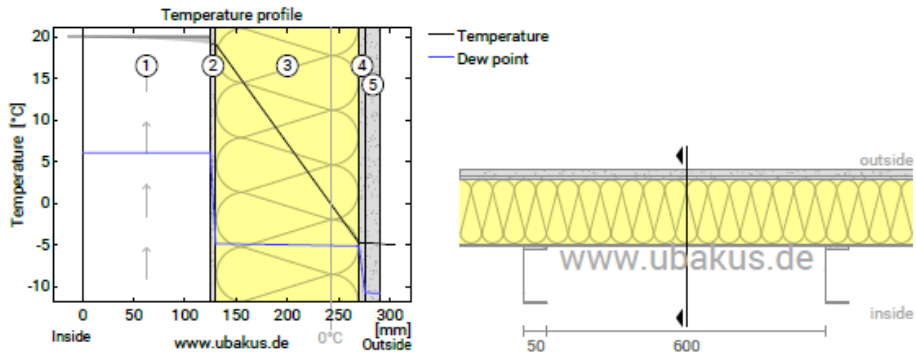 Temperature profile
Temperature
Dew point
Temperature [°C]
20
15
10
5
0
-5
-10
1
2
3
4
5
0
50
100
150
200
250
300
[mm]
Inside
www.ubakus.de
0°C
Outside
outside
www.ubakus.de
inside
50
600